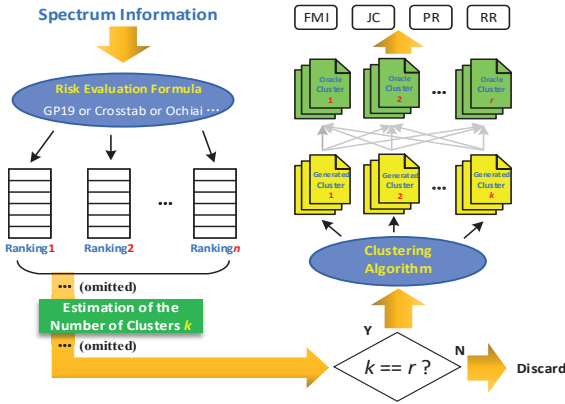 Spectrum Information
Risk Evaluation Formula
GP19 or Crosstab or Ochiai ···
...
Ranking1
Ranking2
Rankingn
... (omitted)
Estimation of the
Number of Clusters k
... (omitted)
FMI
JC
PR
RR
Oracle
Cluster
1
Oracle
Cluster
2
...
Oracle
Cluster
r
Generated
Cluster
1
Generated
Cluster
2
...
Generated
Cluster
k
Clustering
Algorithm
Y
k == r ?
N
Discard